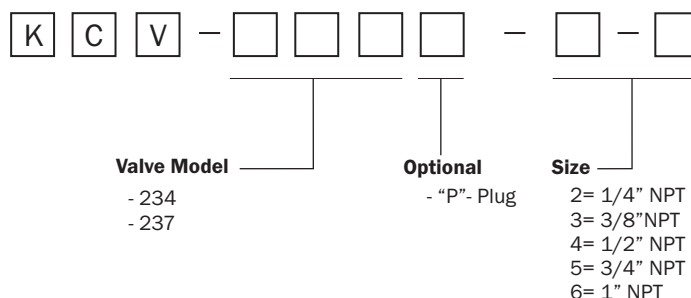 K C V – –  –
Valve Model
- 234
- 237
Optional
- “P”- Plug
Size
2= 1/4” NPT
3= 3/8”NPT
4= 1/2” NPT
5= 3/4” NPT
6= 1” NPT